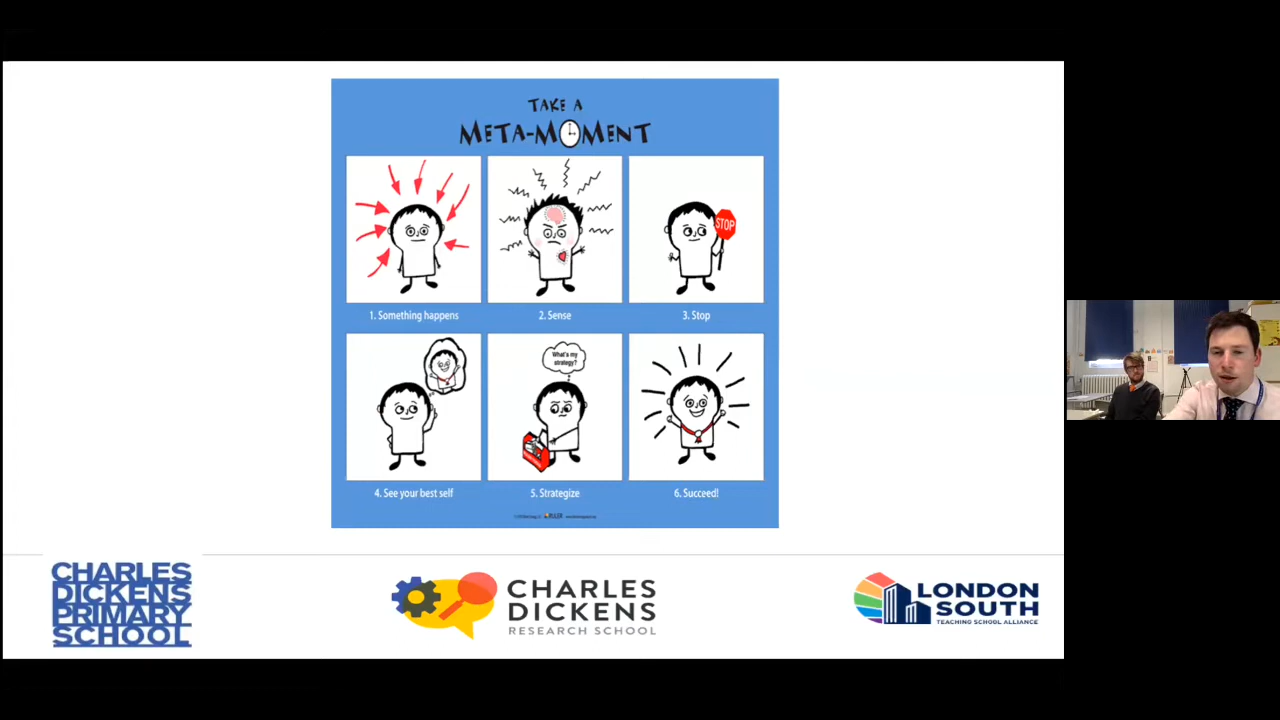 TAKE A
META-MOMENT
STOP
1. Something happens
2. Sense
3. Stop
What's my
strategy?
4. See your best self
5. Strategize
6. Succeed!
RULER
CHARLES
DICKENS
PRIMARY
SCHOOL
CHARLES
DICKENS
RESEARCH SCHOOL
LONDON
SOUTH
TEACHING SCHOOL ALLIANCE